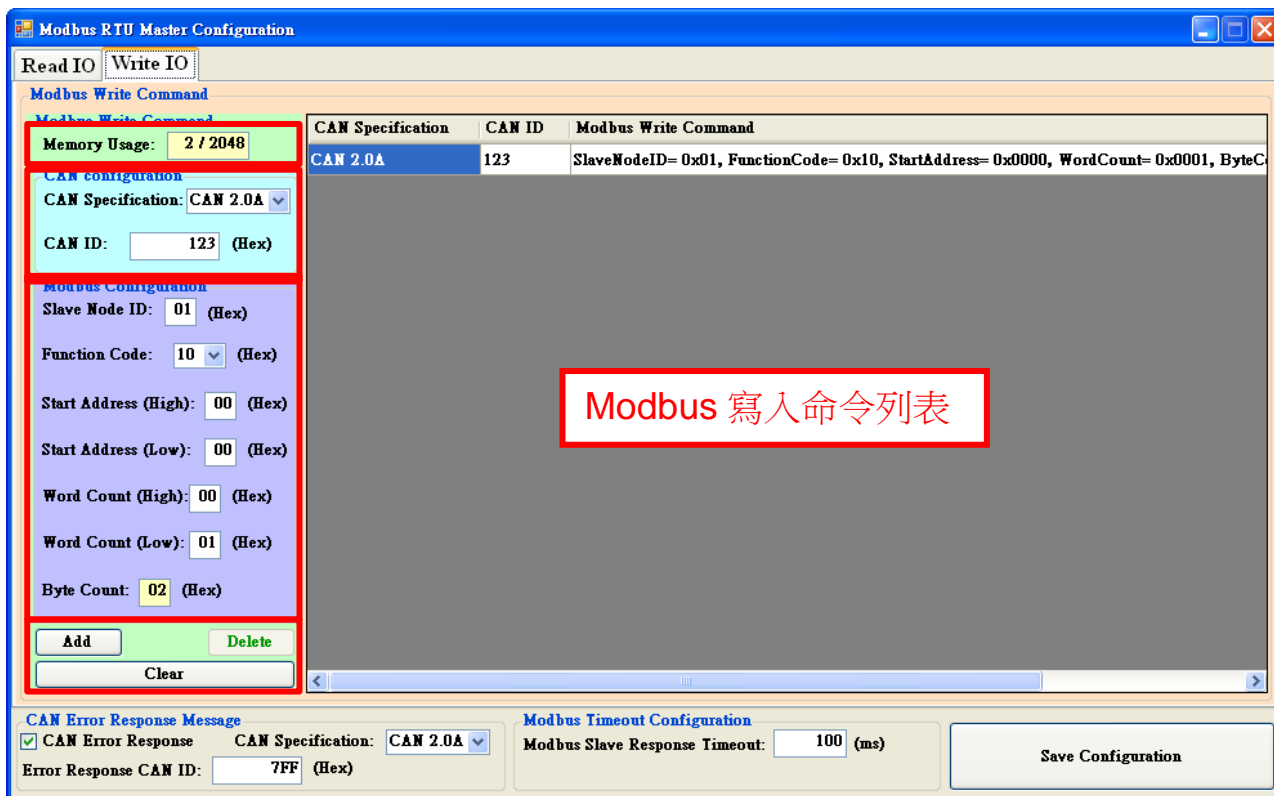 Modbus RTU Master Configuration
Read IO Write IO
Modbus Write Command
Modbus Write Command
Memory Usage: 2 / 2048
CAN configuration
CAN Specification: CAN 2.0A
CAN ID: 123 (Hex)
Modbus Configuration
Slave Node ID: 01 (Hex)
Function Code: 10 (Hex)
Start Address (High): 00 (Hex)
Start Address (Low): 00 (Hex)
Word Count (High): 00 (Hex)
Word Count (Low): 01 (Hex)
Byte Count: 02 (Hex)
Add Delete
Clear
CAN Specification CAN ID Modbus Write Command
CAN 2.0A 123 SlaveNodeID= 0x01, FunctionCode= 0x10, StartAddress= 0x0000, WordCount= 0x0001, ByteC
Modbus 寫入命令列表
CAN Error Response Message
CAN Error Response CAN Specification: CAN 2.0A
Error Response CAN ID: 7FF (Hex)
Modbus Timeout Configuration
Modbus Slave Response Timeout: 100 (ms)
Save Configuration